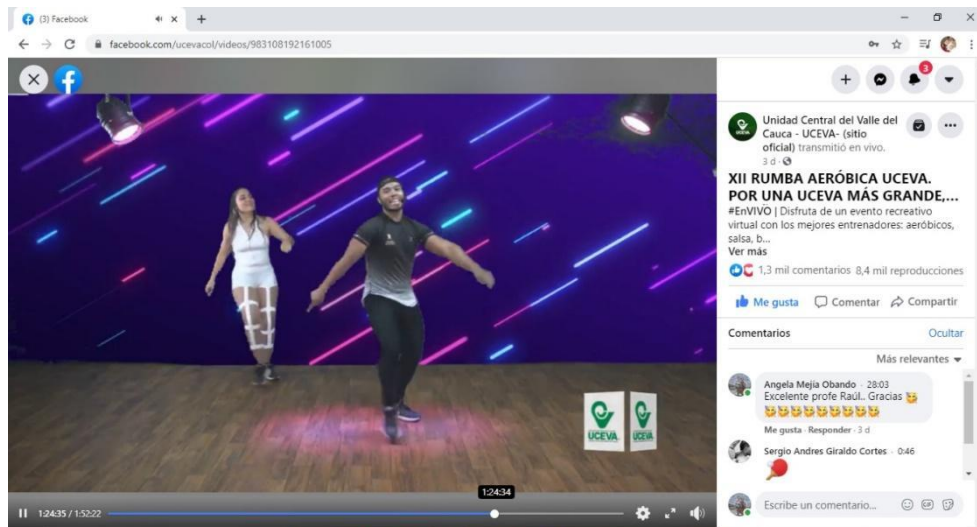 (3) Facebook
facebook.com/ucevacol/videos/983108192161005
3
Unidad Central del Valle del
Cauca - UCEVA- (sitio
oficial) transmitió en vivo.
3 d
XII RUMBA AERÓBICA UCEVA.
POR UNA UCEVA MÁS GRANDE,...
#EnVIVO | Disfruta de un evento recreativo
virtual con los mejores entrenadores: aeróbicos,
salsa, b...
Ver más
1,3 mil comentarios 8,4 mil reproducciones
Me gusta Comentar Compartir
Comentarios Ocultar
Más relevantes
Angela Mejía Obando · 28:03
Excelente profe Raúl.. Gracias
Me gusta · Responder · 3 d
Sergio Andres Giraldo Cortes · 0:46
Escribe un comentario...
GIF
UCEVA UCEVA
1:24:34
1:24:35 / 1:52:22